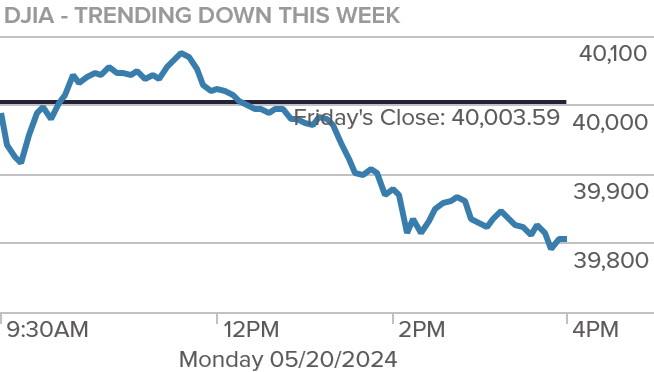 DJIA - TRENDING DOWN THIS WEEK
40,100
Friday's Close: 40,003.59
40,000
39,900
39,800
9:30AM 12PM 2PM 4PM
Monday 05/20/2024